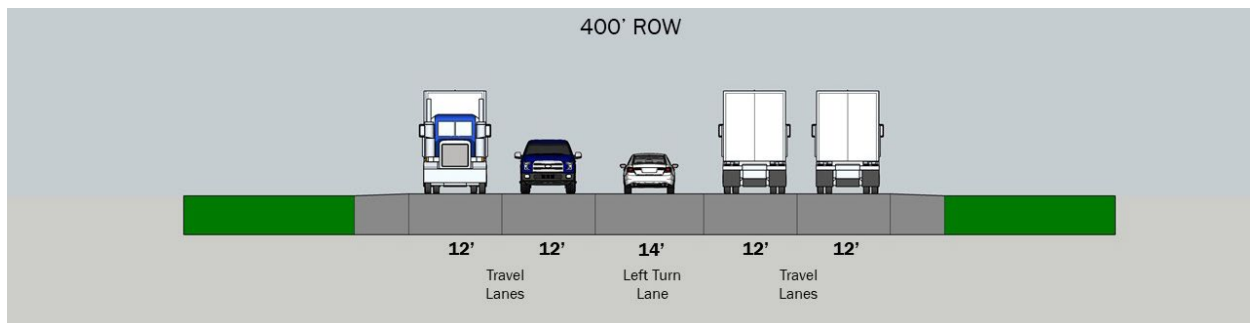 400’ ROW
12’ 12’ 14’ 12’ 12’
Travel Lanes
Left Turn Lane
Travel Lanes